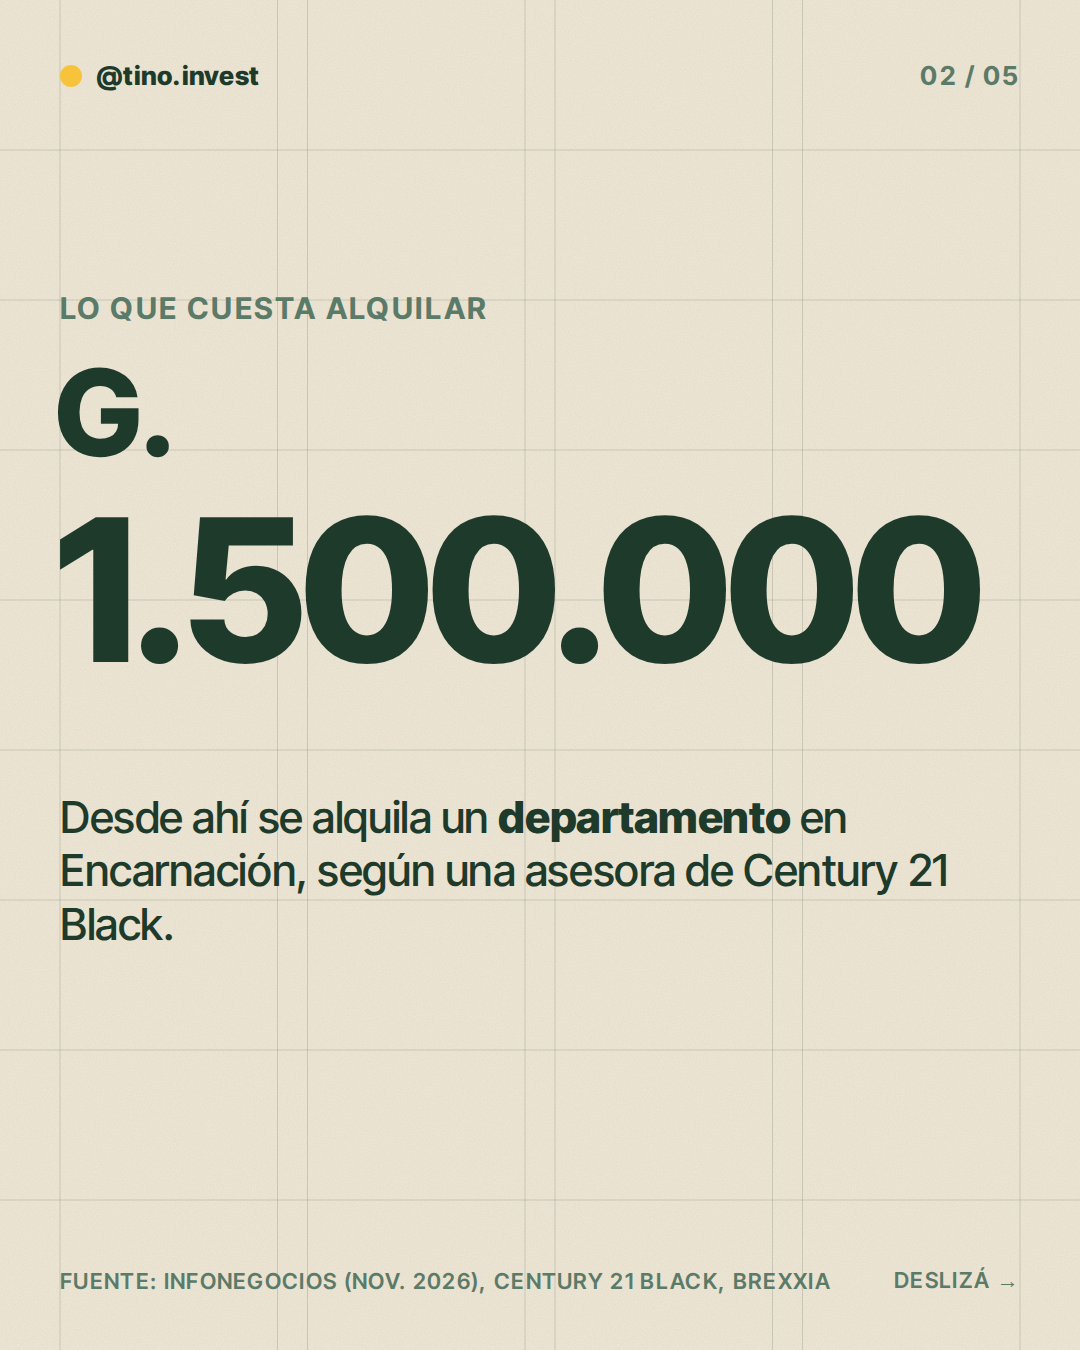 @tino.invest
02 / 05
LO QUE CUESTA ALQUILAR
G.
1.500.000
Desde ahí se alquila un departamento en
Encarnación, según una asesora de Century 21
Black.
FUENTE: INFONEGOCIOS (NOV. 2026), CENTURY 21 BLACK, BREXXIA
DESLIZÁ →